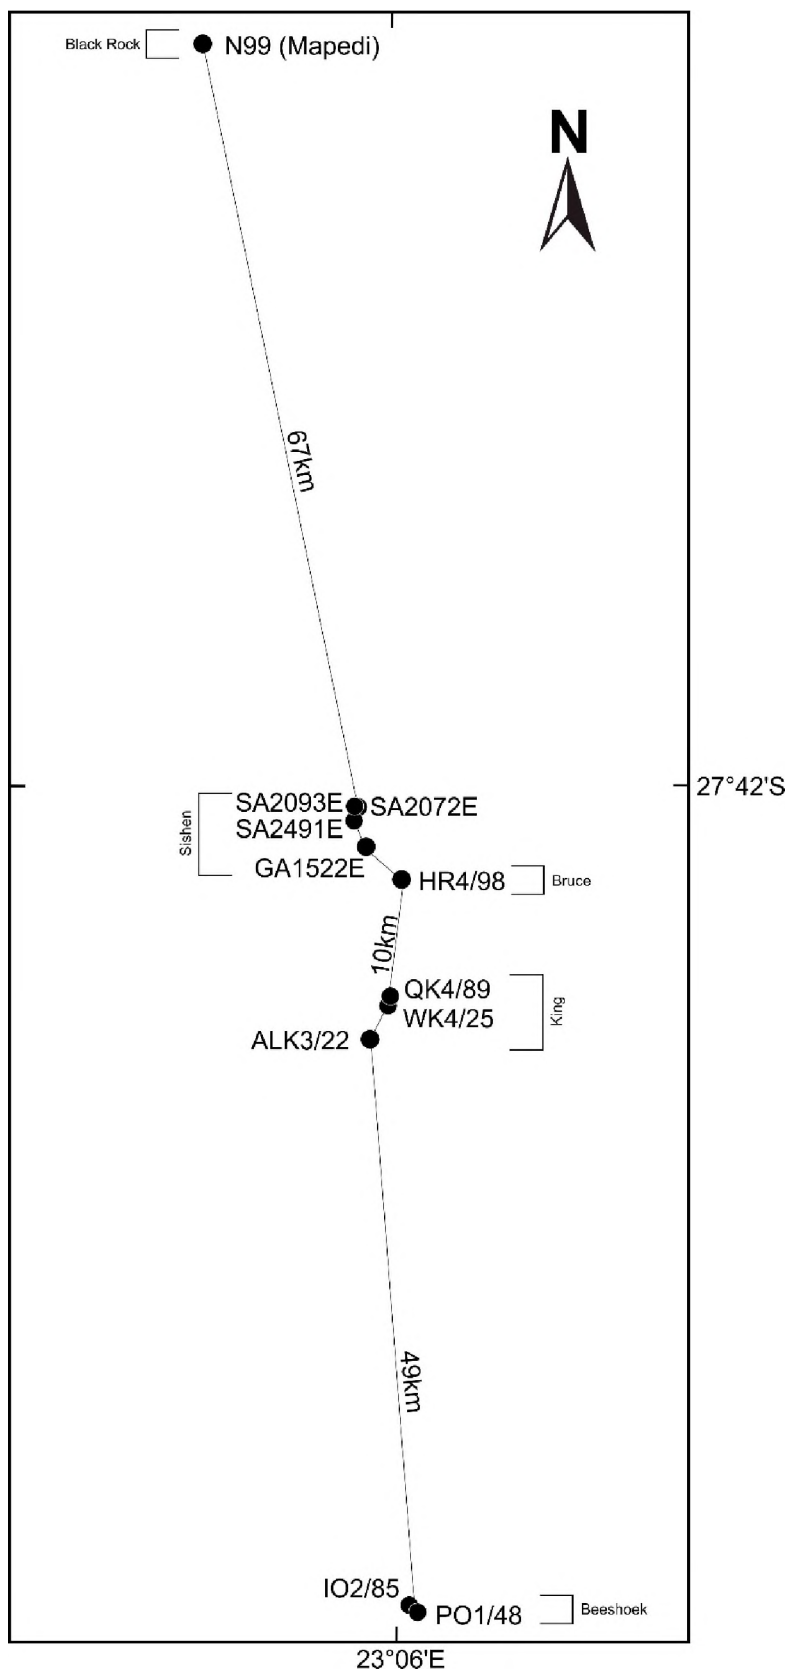 Black Rock
N99 (Mapedi)
N
67km
27°42'S
SA2093E
SA2072E
SA2491E
Sishen
GA1522E
HR4/98
Bruce
10km
QK4/89
WK4/25
King
ALK3/22
49km
IO2/85
PO1/48
Beeshoek
23°06'E